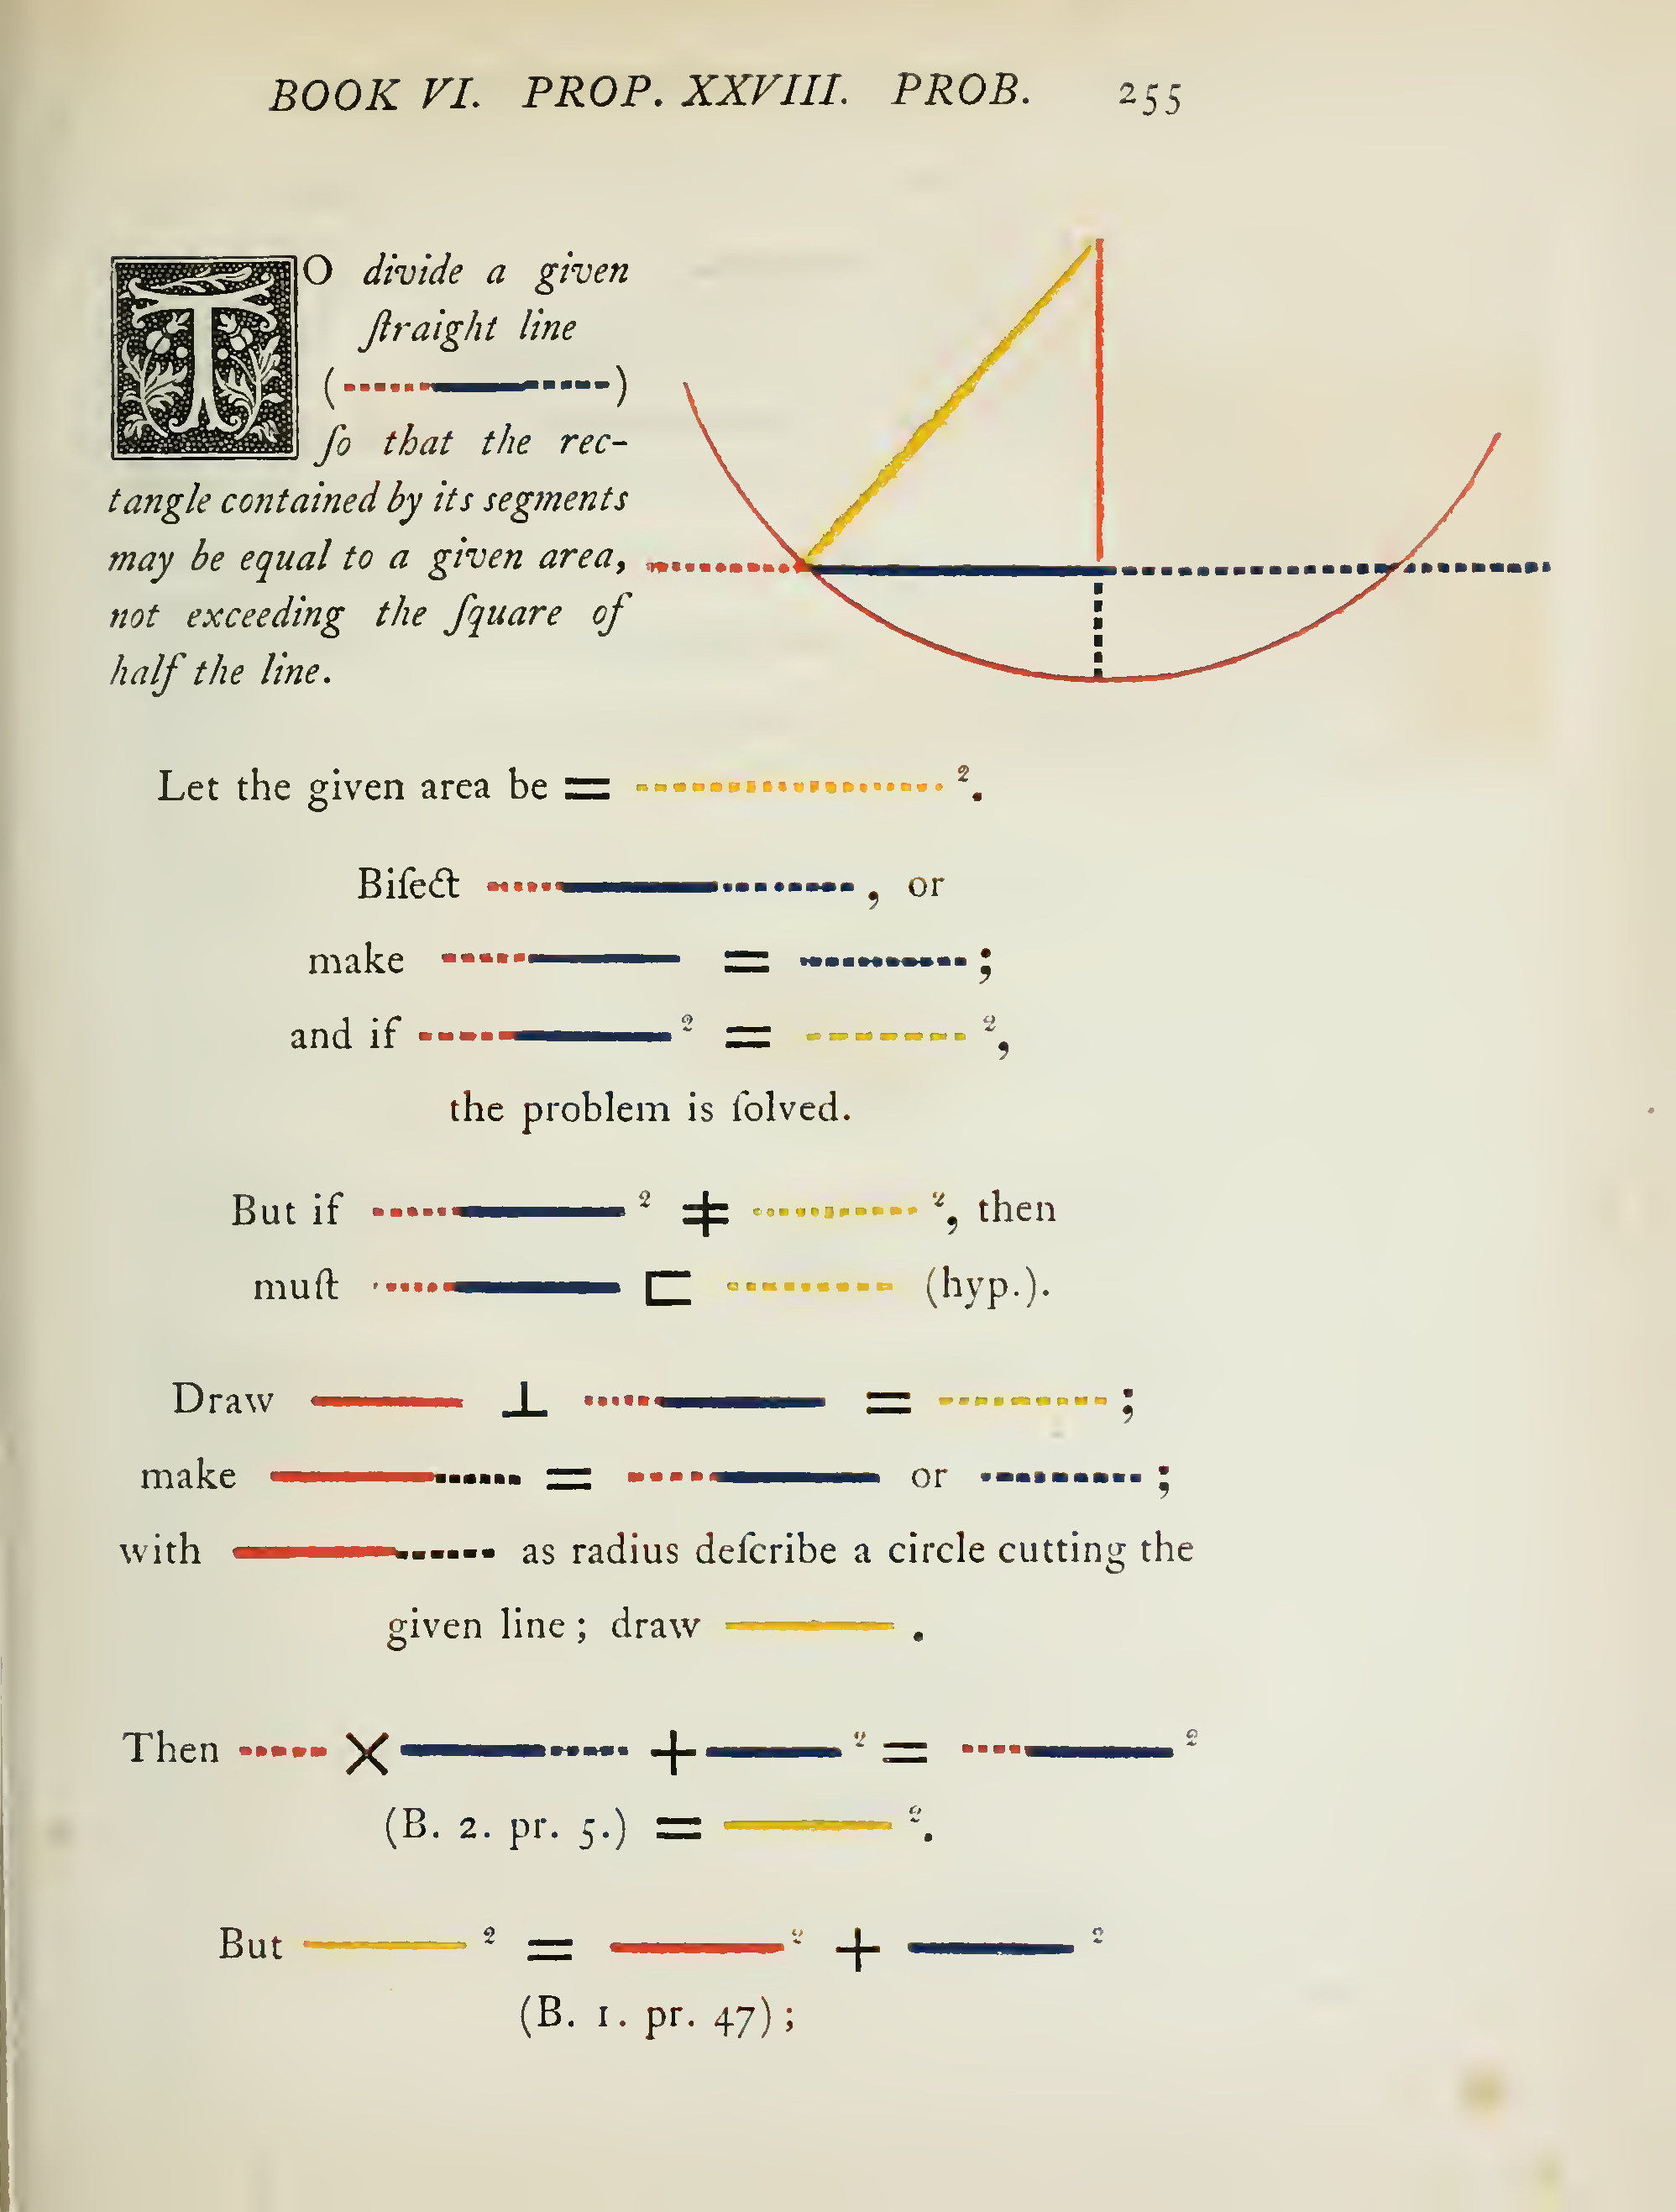 BOOK VI. PROP. XXVIII. PROB. 255
TO divide a given
ſtraight line
( )
ſo that the rec-
tangle contained by its segments
may be equal to a given area,
not exceeding the ſquare of
half the line.
Let the given area be = ².
Biſect , or
make = ;
and if ² = ²,
the problem is ſolved.
But if ² ≠ ², then
muſt ⊏ (hyp.).
Draw ⊥ = ;
make = or ;
with as radius deſcribe a circle cutting the
given line; draw .
Then × + ² = ²
(B. 2. pr. 5.) = ².
But ² = ² + ²
(B. 1. pr. 47);